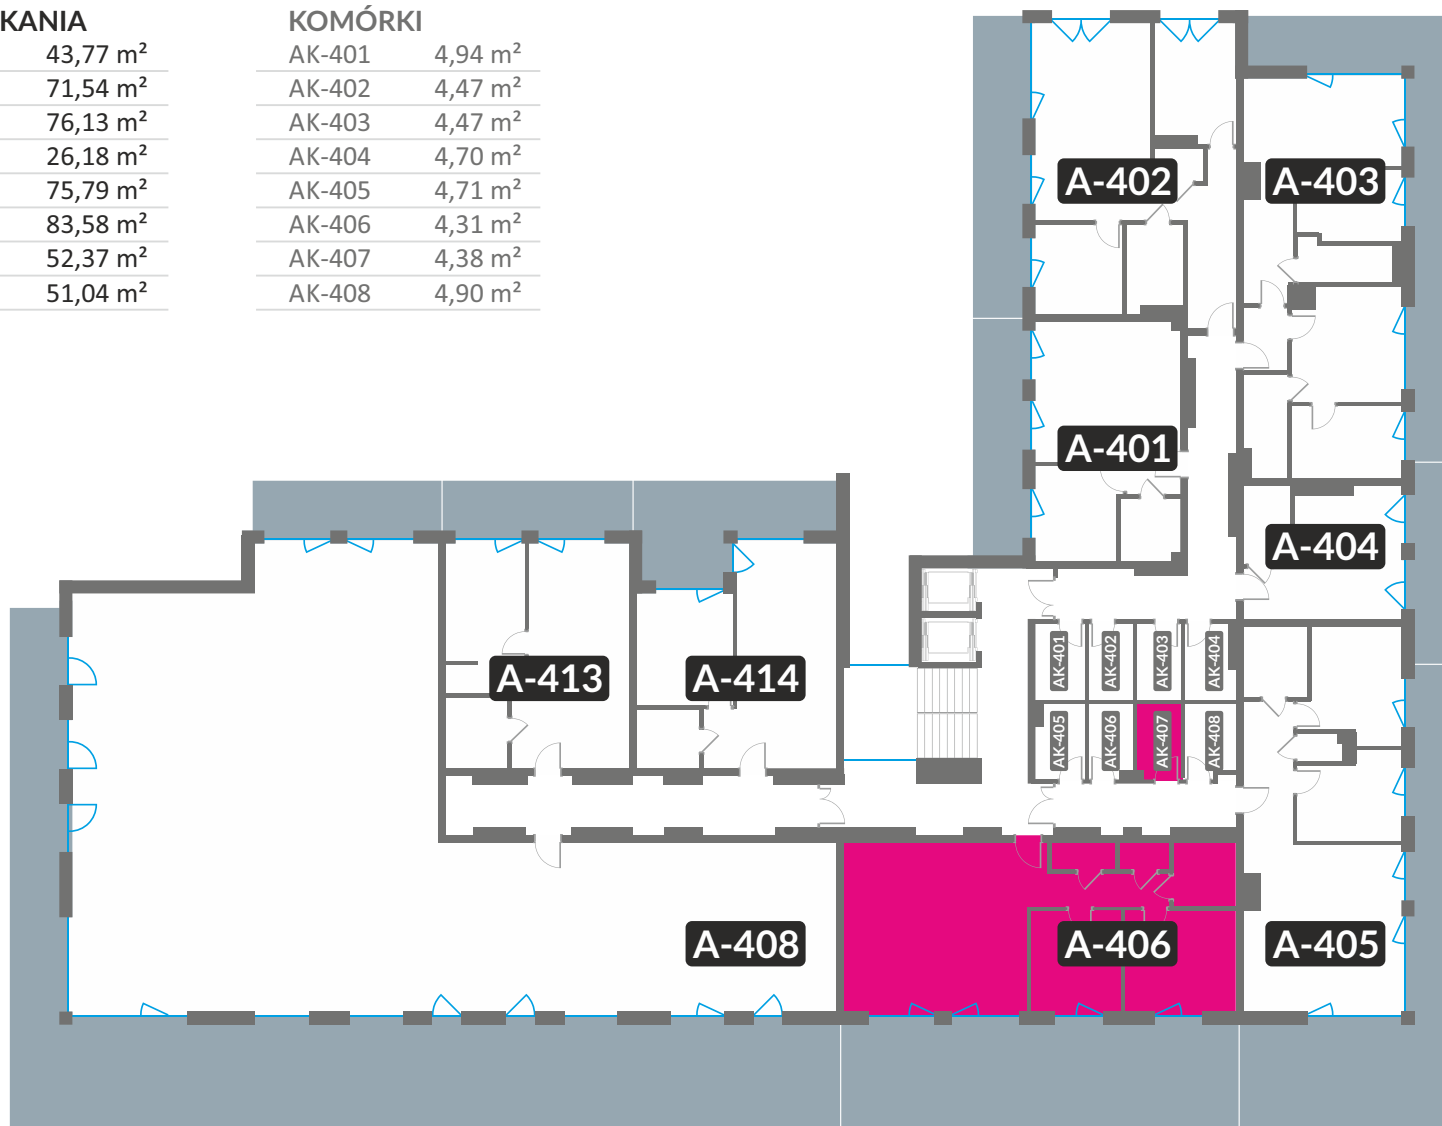 KANIA
43,77 m²
71,54 m²
76,13 m²
26,18 m²
75,79 m²
83,58 m²
52,37 m²
51,04 m²
KOMÓRKI
AK-401 4,94 m²
AK-402 4,47 m²
AK-403 4,47 m²
AK-404 4,70 m²
AK-405 4,71 m²
AK-406 4,31 m²
AK-407 4,38 m²
AK-408 4,90 m²
A-402
A-403
A-401
A-404
AK-401
AK-402
AK-403
AK-404
A-413
A-414
AK-405
AK-406
AK-407
AK-408
A-408
A-406
A-405